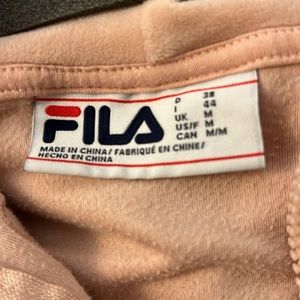 FILA
D 38
I 44
UK M
US/F M
CAN M/M
MADE IN CHINA / FABRIQUÉ EN CHINE/
HECHO EN CHINA